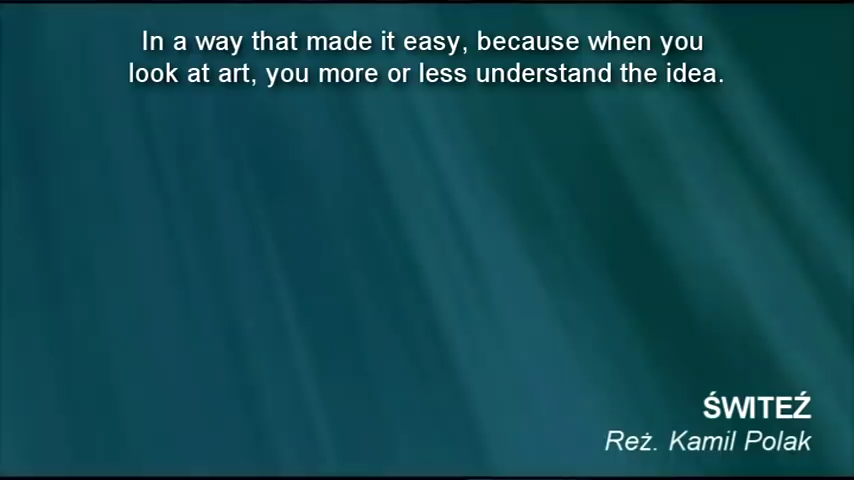 In a way that made it easy, because when you
look at art, you more or less understand the idea.
ŚWITEŹ
Reż. Kamil Polak